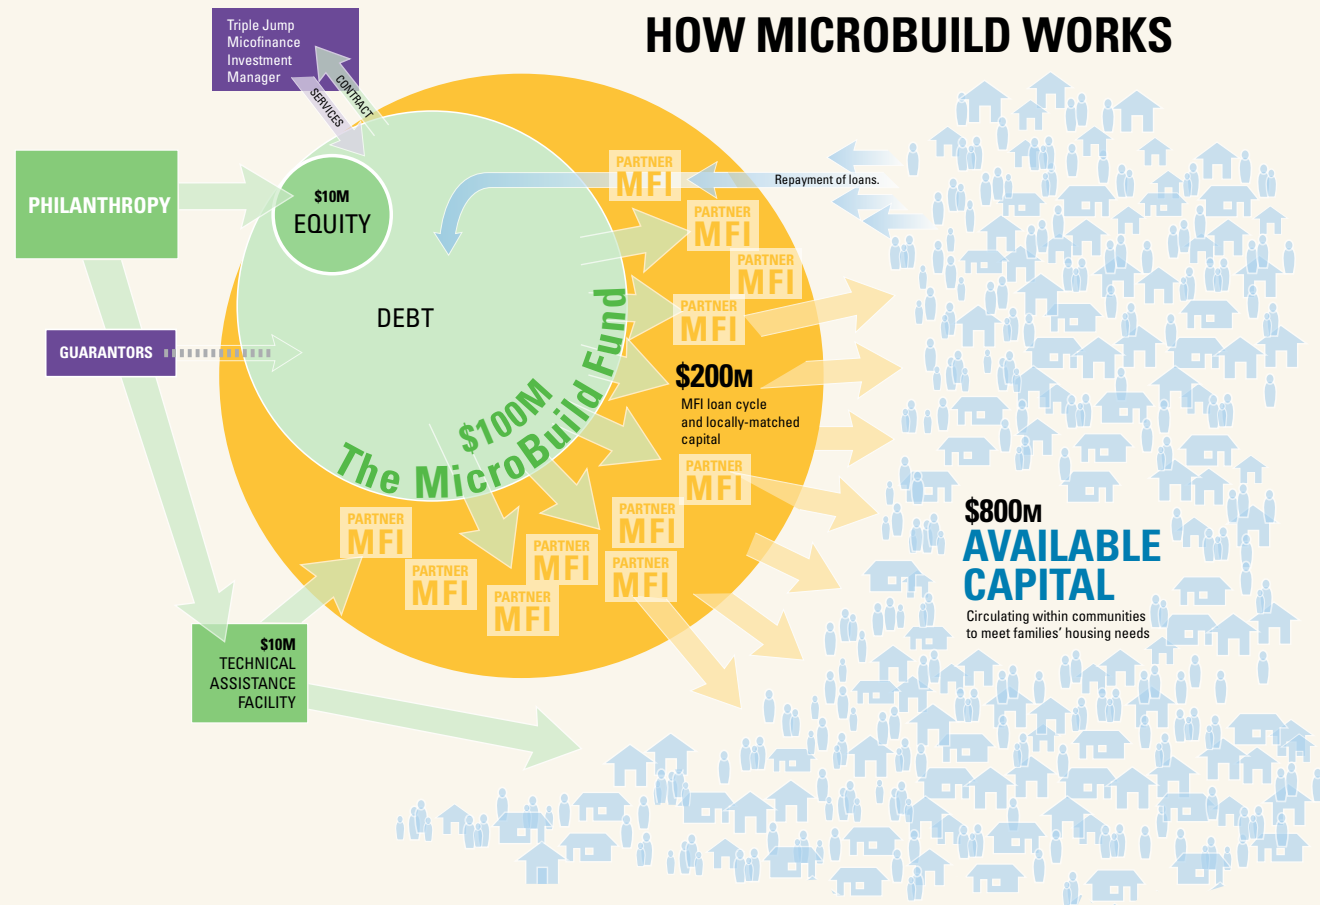 HOW MICROBUILD WORKS
Triple Jump
Micofinance
Investment
Manager
CONTRACT
SERVICES
PHILANTHROPY
$10M
EQUITY
GUARANTORS
DEBT
$100M
The MicroBuild Fund
PARTNER
MFI
Repayment of loans.
PARTNER
MFI
PARTNER
MFI
PARTNER
MFI
$200M
MFI loan cycle
and locally-matched
capital
PARTNER
MFI
PARTNER
MFI
PARTNER
MFI
PARTNER
MFI
PARTNER
MFI
PARTNER
MFI
PARTNER
MFI
$10M
TECHNICAL
ASSISTANCE
FACILITY
$800M
AVAILABLE
CAPITAL
Circulating within communities
to meet families’ housing needs